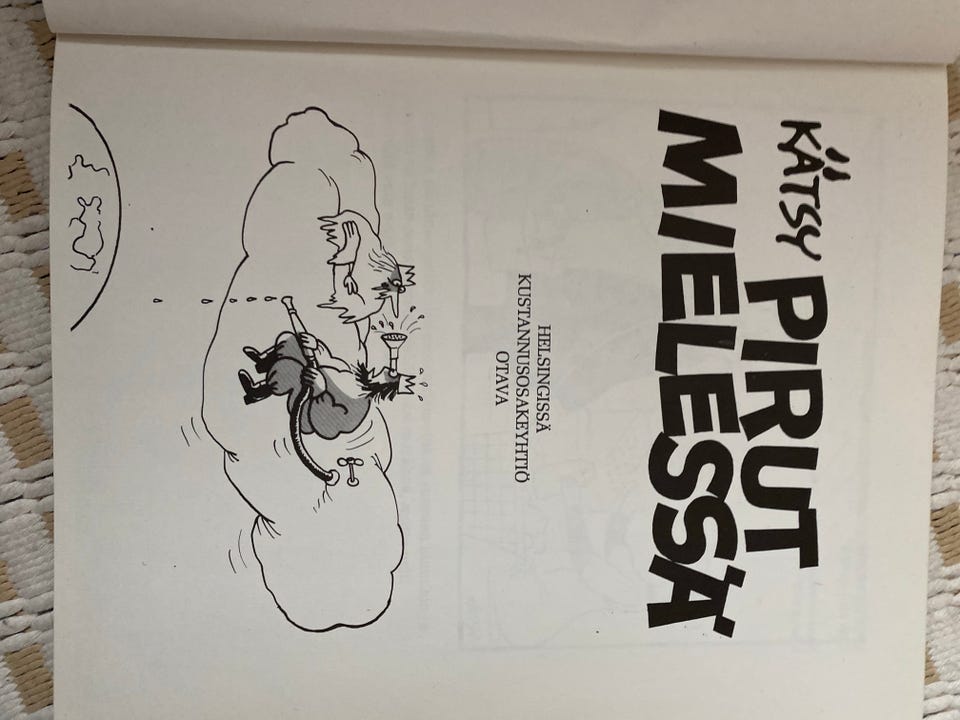 KÄTSY
PIRUT
MIELESSÄ
HELSINGISSÄ
KUSTANNUSOSAKEYHTIÖ
OTAVA